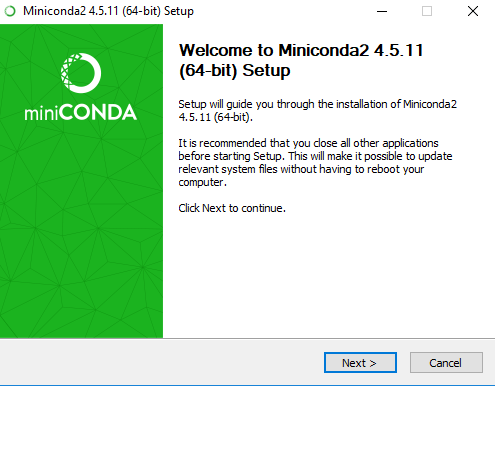 Miniconda2 4.5.11 (64-bit) Setup
Welcome to Miniconda2 4.5.11
(64-bit) Setup
miniCONDA
Setup will guide you through the installation of Miniconda2
4.5.11 (64-bit).
It is recommended that you close all other applications
before starting Setup. This will make it possible to update
relevant system files without having to reboot your
computer.
Click Next to continue.
Next >
Cancel